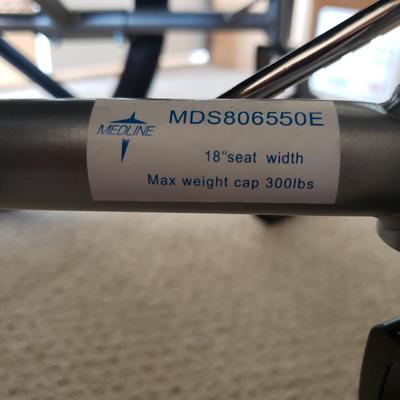 MDS806550E
MEDLINE
18"seat width
Max weight cap 300lbs